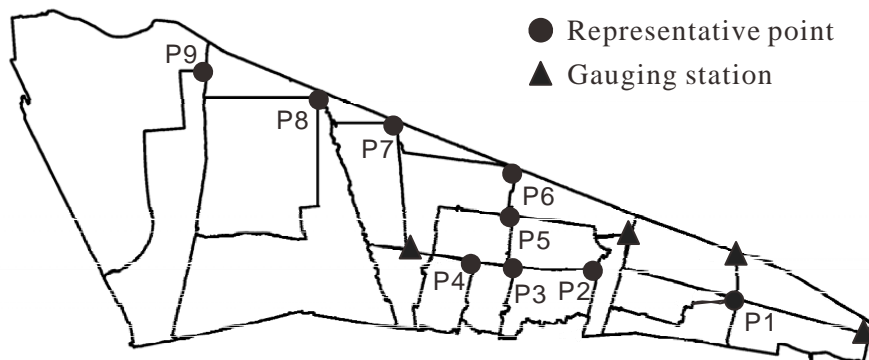 Representative point
Gauging station
P9
P8
P7
P6
P5
P4
P3
P2
P1